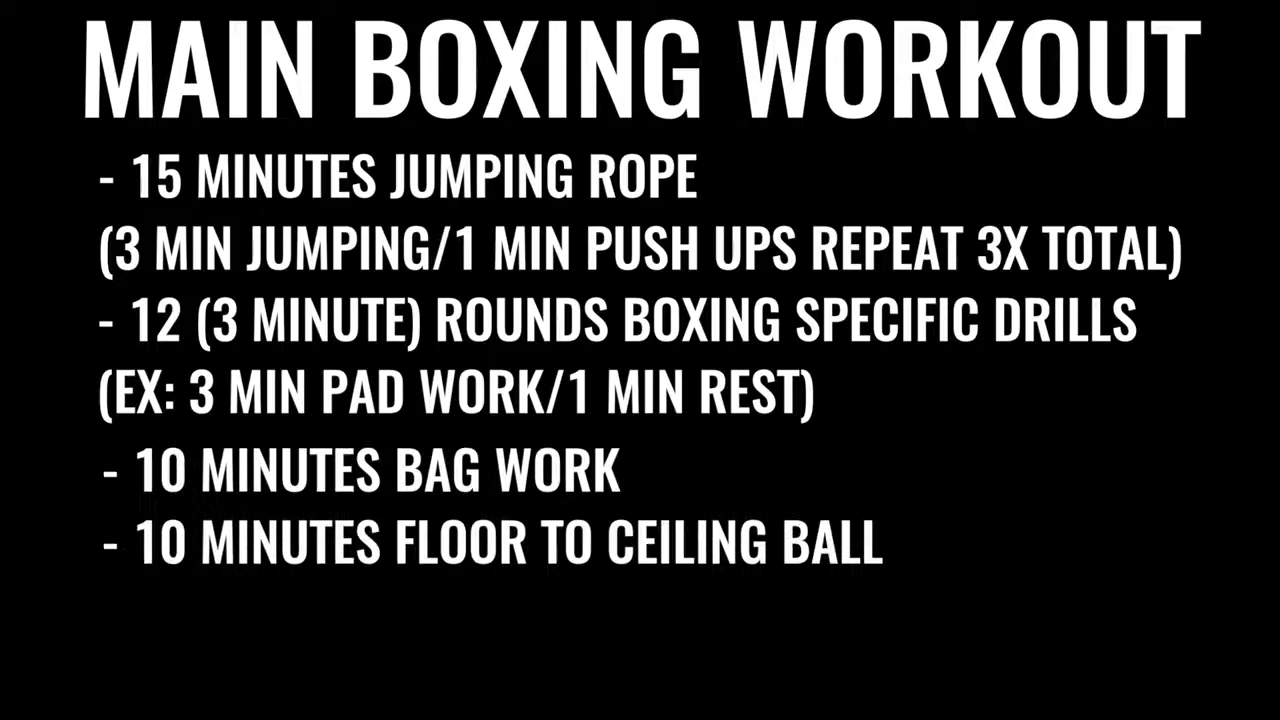 MAIN BOXING WORKOUT
- 15 MINUTES JUMPING ROPE
(3 MIN JUMPING/1 MIN PUSH UPS REPEAT 3X TOTAL)
- 12 (3 MINUTE) ROUNDS BOXING SPECIFIC DRILLS
(EX: 3 MIN PAD WORK/1 MIN REST)
- 10 MINUTES BAG WORK
- 10 MINUTES FLOOR TO CEILING BALL